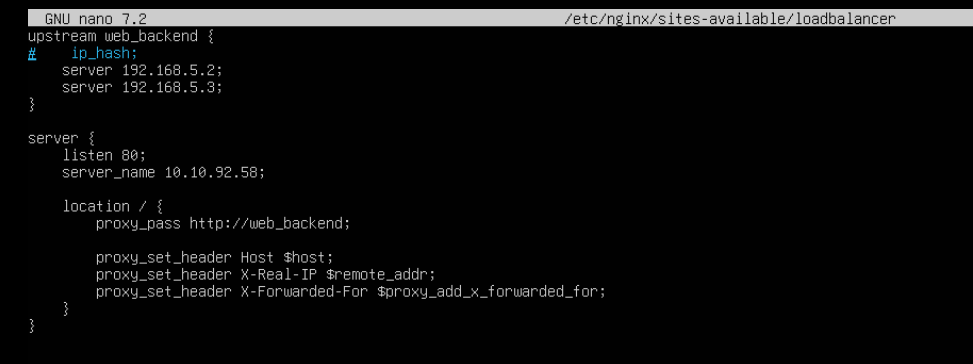 GNU nano 7.2 /etc/nginx/sites-available/loadbalancer
upstream web_backend {
#    ip_hash;
    server 192.168.5.2;
    server 192.168.5.3;
}

server {
    listen 80;
    server_name 10.10.92.58;

    location / {
        proxy_pass http://web_backend;

        proxy_set_header Host $host;
        proxy_set_header X-Real-IP $remote_addr;
        proxy_set_header X-Forwarded-For $proxy_add_x_forwarded_for;
    }
}